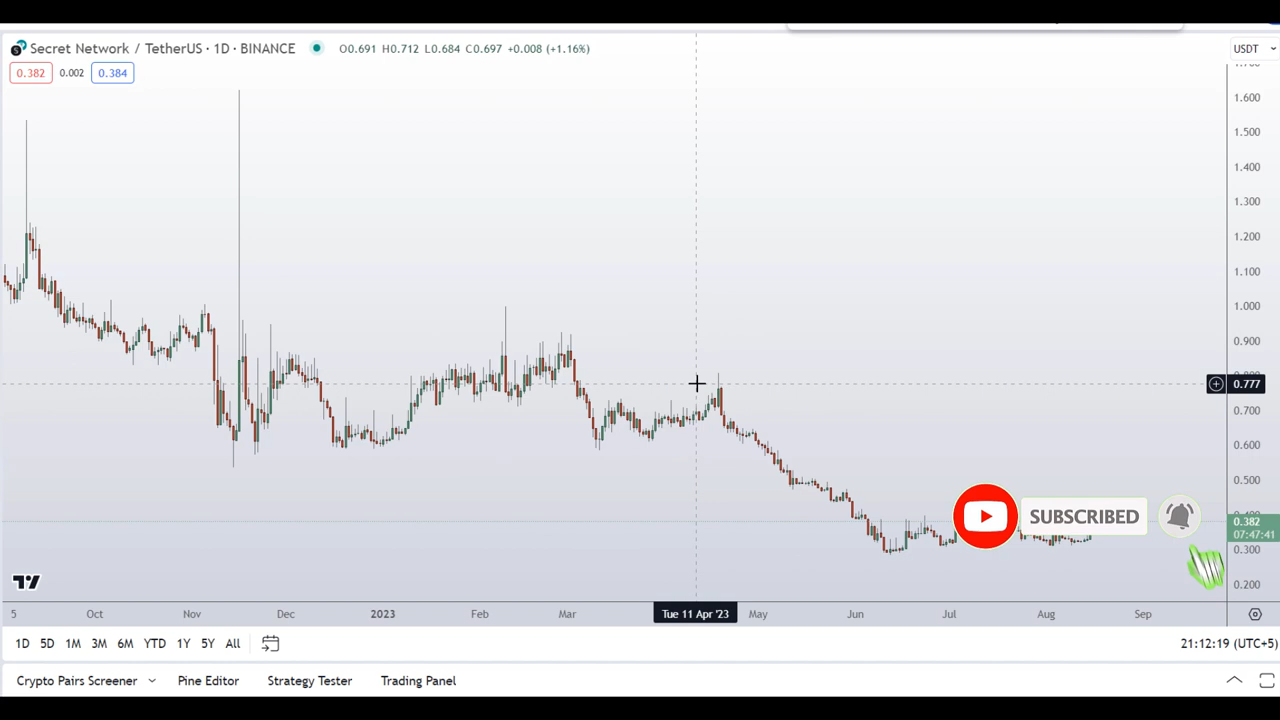 Secret Network / TetherUS · 1D · BINANCE O0.691 H0.712 L0.684 C0.697 +0.008 (+1.16%)
USDT
0.382 0.002 0.384
1.600
1.500
1.400
1.300
1.200
1.100
1.000
0.900
0.777
0.700
0.600
0.500
0.382
07:47:41
0.300
0.200
SUBSCRIBED
5 Oct Nov Dec 2023 Feb Mar Tue 11 Apr '23 May Jun Jul Aug Sep
1D 5D 1M 3M 6M YTD 1Y 5Y All 21:12:19 (UTC+5)
Crypto Pairs Screener Pine Editor Strategy Tester Trading Panel